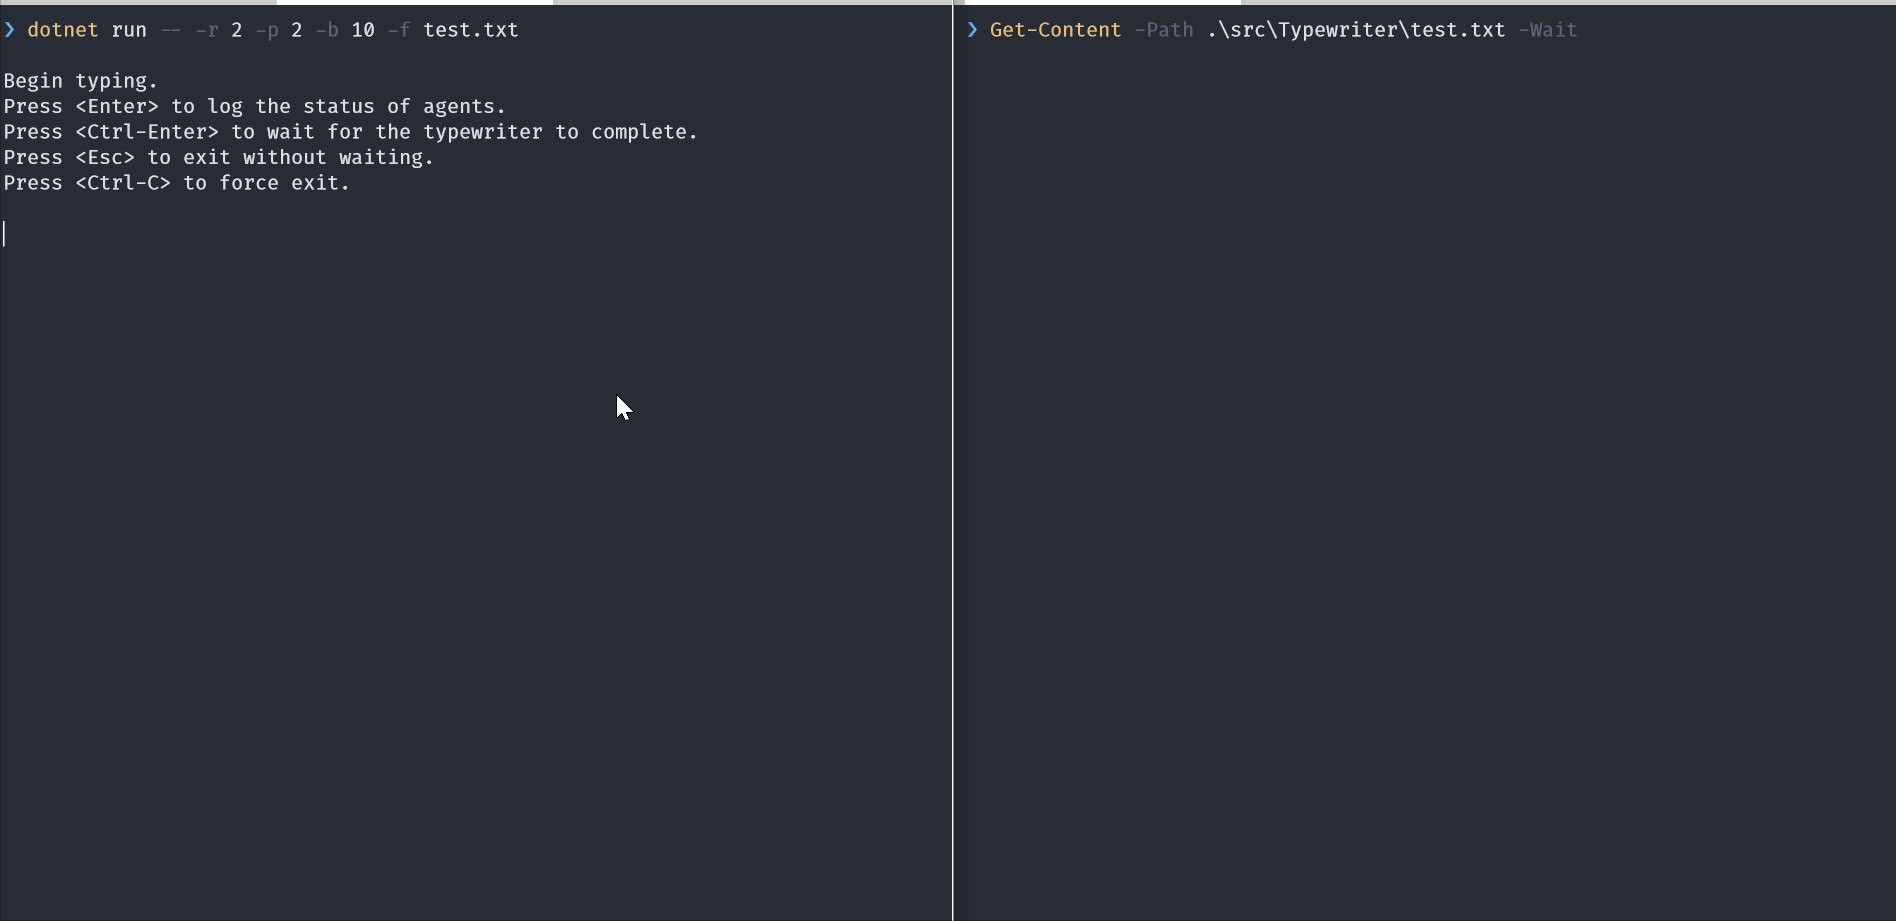 ❯ dotnet run -- -r 2 -p 2 -b 10 -f test.txt
Begin typing.
Press <Enter> to log the status of agents.
Press <Ctrl-Enter> to wait for the typewriter to complete.
Press <Esc> to exit without waiting.
Press <Ctrl-C> to force exit.
❯ Get-Content -Path .\src\Typewriter\test.txt -Wait